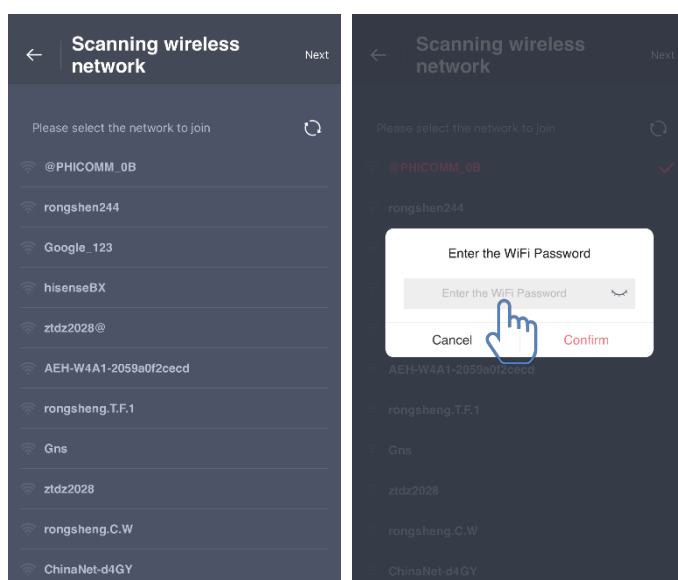 Scanning wireless
network
Next
Please select the network to join
@PHICOMM_0B
rongshen244
Google_123
hisenseBX
ztdz2028@
AEH-W4A1-2059a0f2cecd
rongsheng.T.F.1
Gns
ztdz2028
rongsheng.C.W
ChinaNet-d4GY
Scanning wireless
network
Next
Please select the network to join
@PHICOMM_0B
rongshen244
Enter the WiFi Password
Enter the WiFi Password
Cancel
Confirm
AEH-W4A1-2059a0f2cecd
rongsheng.T.F.1
Gns
ztdz2028
rongsheng.C.W
ChinaNet-d4GY